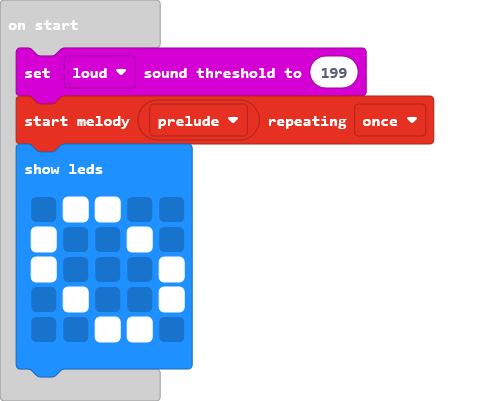 on start
set loud sound threshold to 199
start melody prelude repeating once
show leds